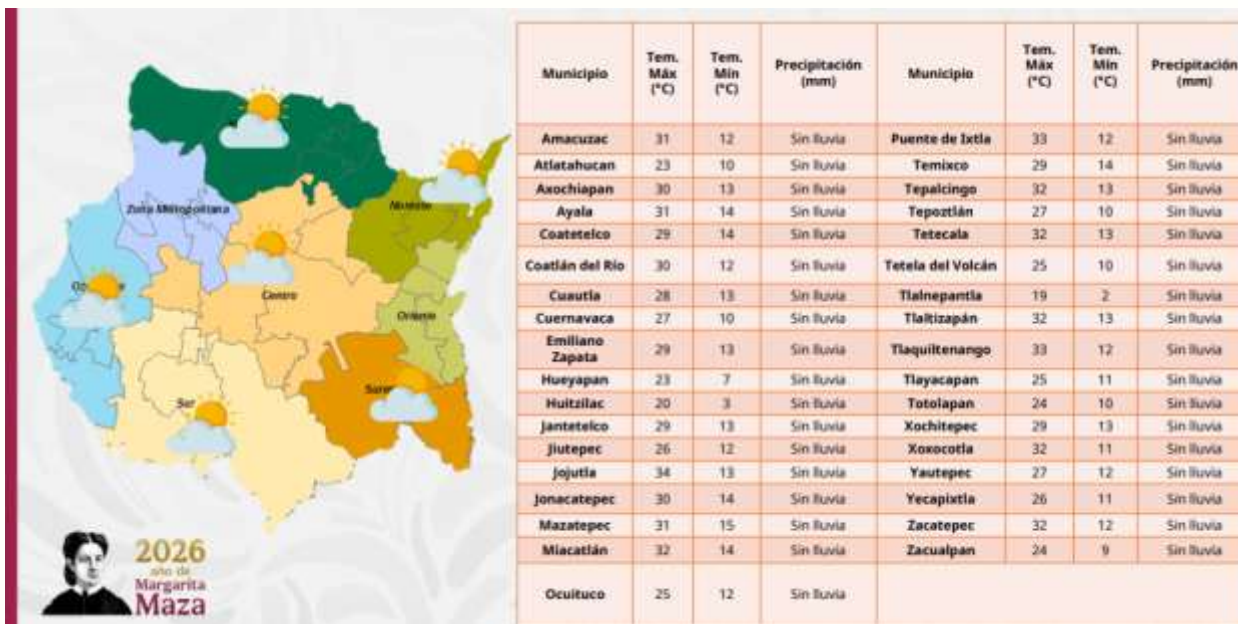 Municipio Tem. Máx (°C) Tem. Mín (°C) Precipitación (mm) Municipio Tem. Máx (°C) Tem. Mín (°C) Precipitación (mm)
Amacuzac 31 12 Sin lluvia Puente de Ixtla 33 12 Sin lluvia
Atlatahucan 23 10 Sin lluvia Temixco 29 14 Sin lluvia
Axochiapan 30 13 Sin lluvia Tepalcingo 32 13 Sin lluvia
Ayala 31 14 Sin lluvia Tepoztlán 27 10 Sin lluvia
Coatetelco 29 14 Sin lluvia Tetecala 32 13 Sin lluvia
Coatlán del Río 30 12 Sin lluvia Tetela del Volcán 25 10 Sin lluvia
Cuautla 28 13 Sin lluvia Tlalnepantla 19 2 Sin lluvia
Cuernavaca 27 10 Sin lluvia Tlaltizapán 32 13 Sin lluvia
Emiliano Zapata 29 13 Sin lluvia Tlaquiltenango 33 12 Sin lluvia
Hueyapan 23 7 Sin lluvia Tlayacapan 25 11 Sin lluvia
Huitzilac 20 3 Sin lluvia Totolapan 24 10 Sin lluvia
Jantetelco 29 13 Sin lluvia Xochitepec 29 13 Sin lluvia
Jiutepec 26 12 Sin lluvia Xoxocotla 32 11 Sin lluvia
Jojutla 34 13 Sin lluvia Yautepec 27 12 Sin lluvia
Jonacatepec 30 14 Sin lluvia Yecapixtla 26 11 Sin lluvia
Mazatepec 31 15 Sin lluvia Zacatepec 32 12 Sin lluvia
Miacatlán 32 14 Sin lluvia Zacualpan 24 9 Sin lluvia
Ocuituco 25 12 Sin lluvia
Zona Metropolitana
Centro
Oriente
Sur
2026
año de
Margarita
Maza